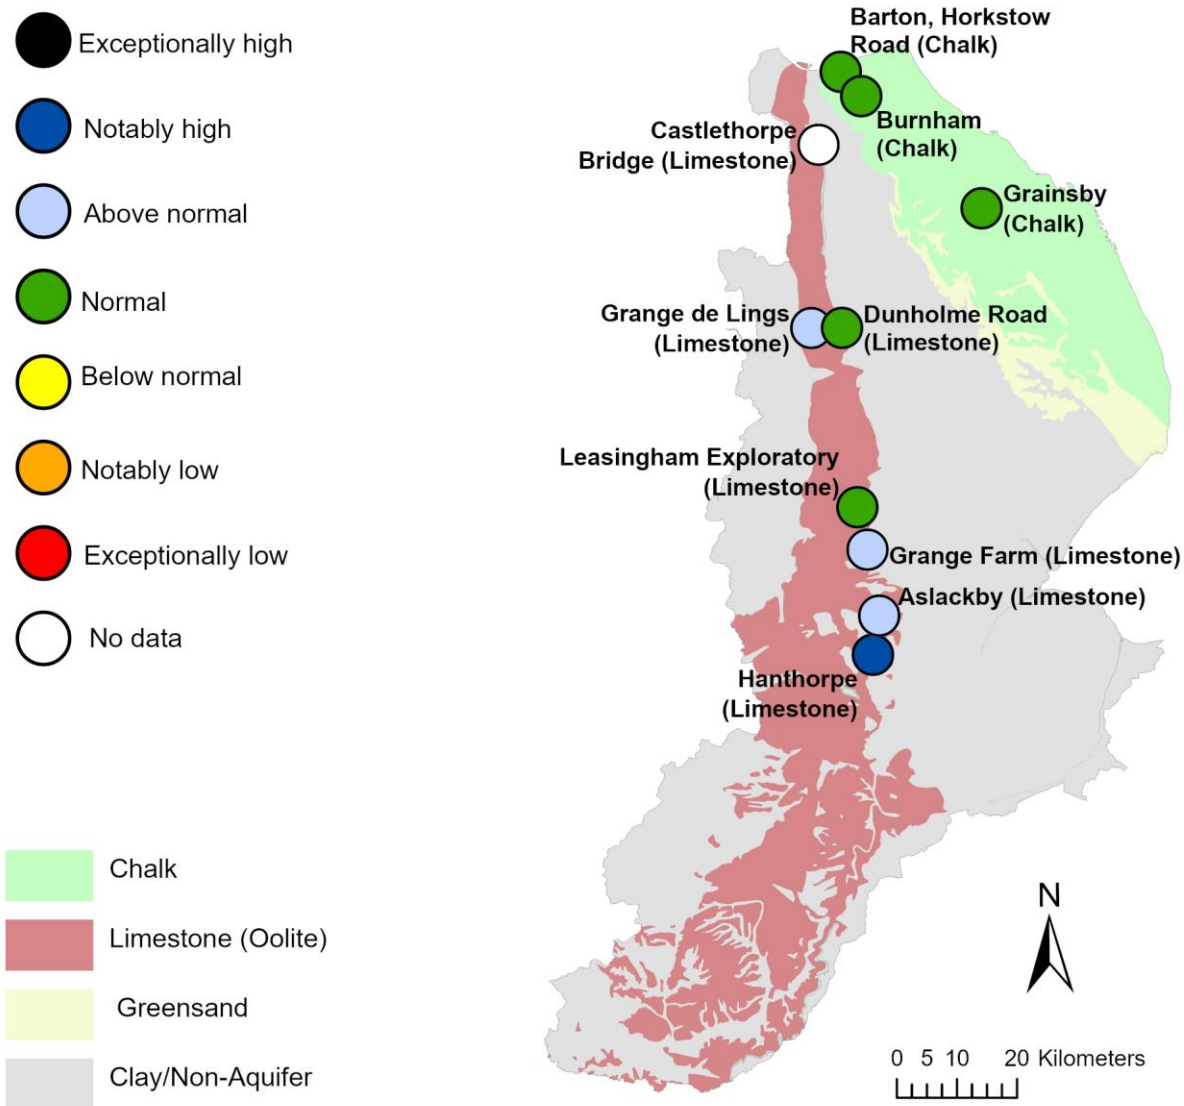 Exceptionally high
Notably high
Above normal
Normal
Below normal
Notably low
Exceptionally low
No data
Chalk
Limestone (Oolite)
Greensand
Clay/Non-Aquifer
Barton, Horkstow
Road (Chalk)
Burnham
(Chalk)
Castlethorpe
Bridge (Limestone)
Grainsby
(Chalk)
Grange de Lings
(Limestone)
Dunholme Road
(Limestone)
Leasingham Exploratory
(Limestone)
Grange Farm (Limestone)
Aslackby (Limestone)
Hanthorpe
(Limestone)
N
0 5 10 20 Kilometers